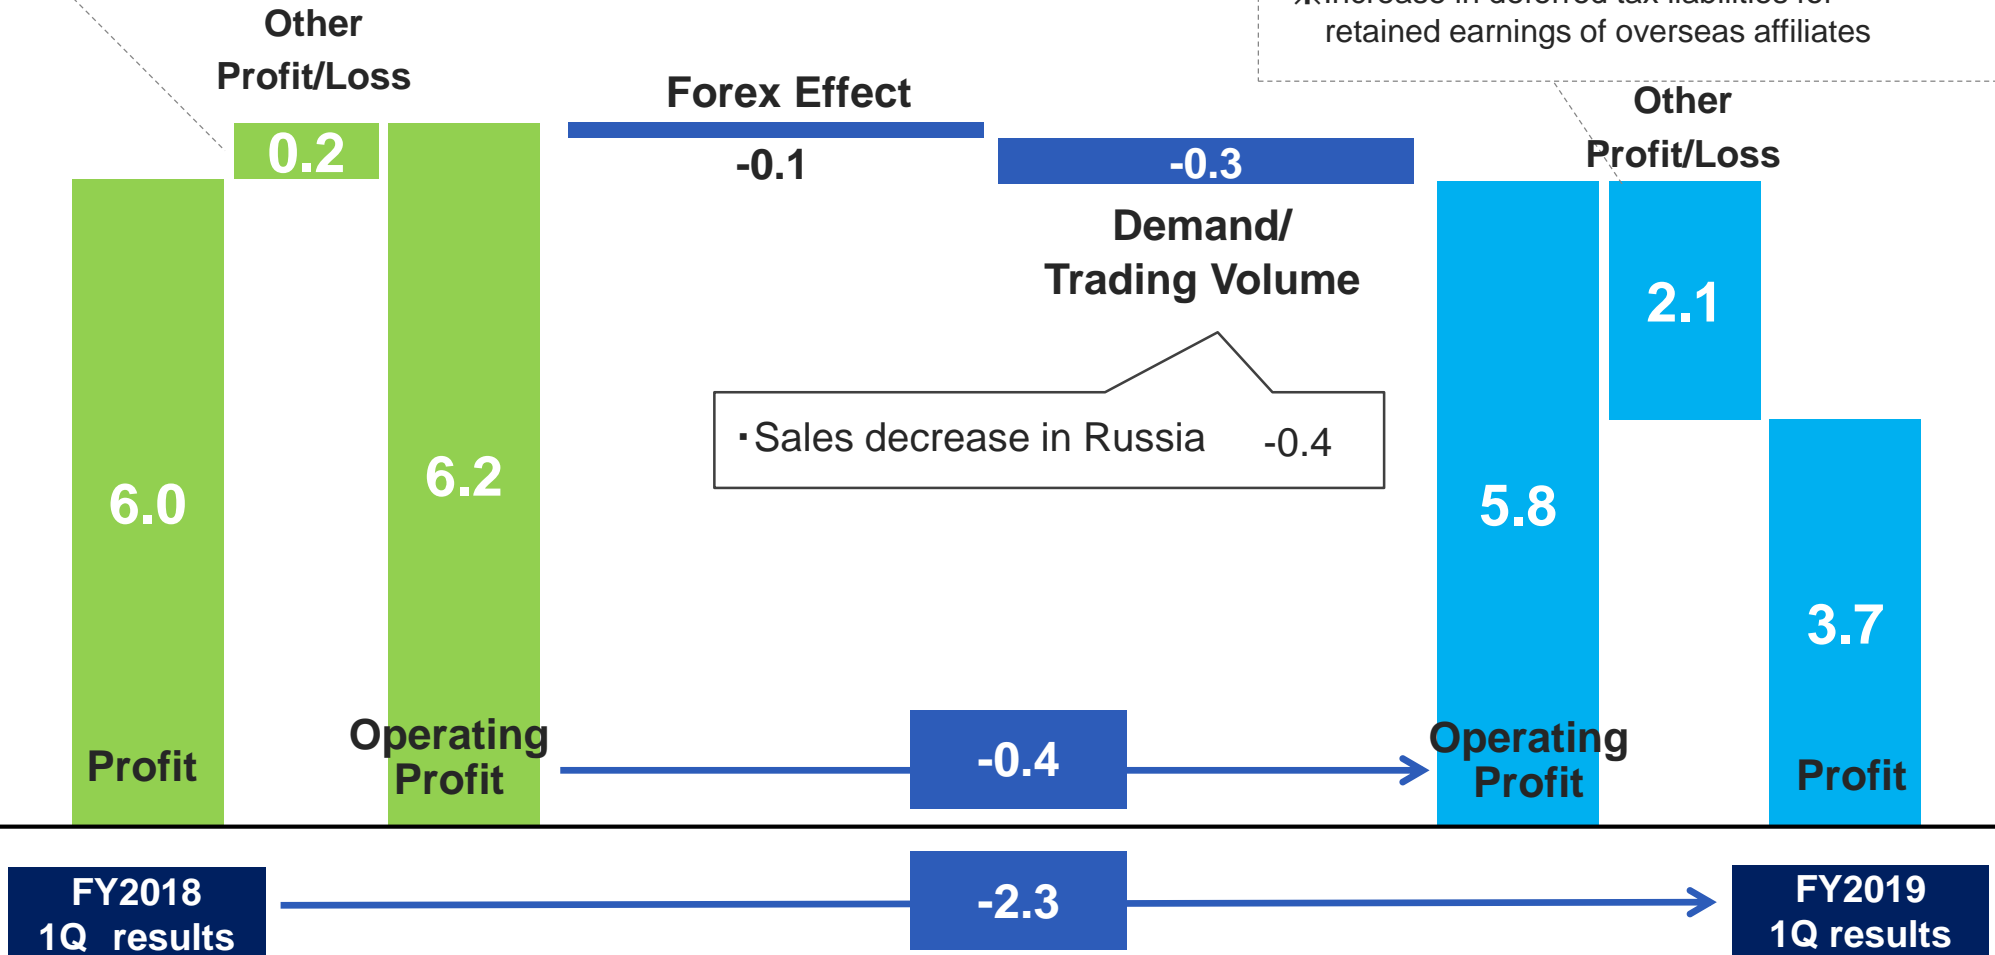 Other
Profit/Loss
0.2
6.0
Profit
6.2
Operating
Profit
Forex Effect
-0.1
-0.3
Demand/
Trading Volume
▪Sales decrease in Russia -0.4
-0.4
retained earnings of overseas affiliates
Other
Profit/Loss
5.8
Operating
Profit
2.1
3.7
Profit
FY2018
1Q results
-2.3
FY2019
1Q results